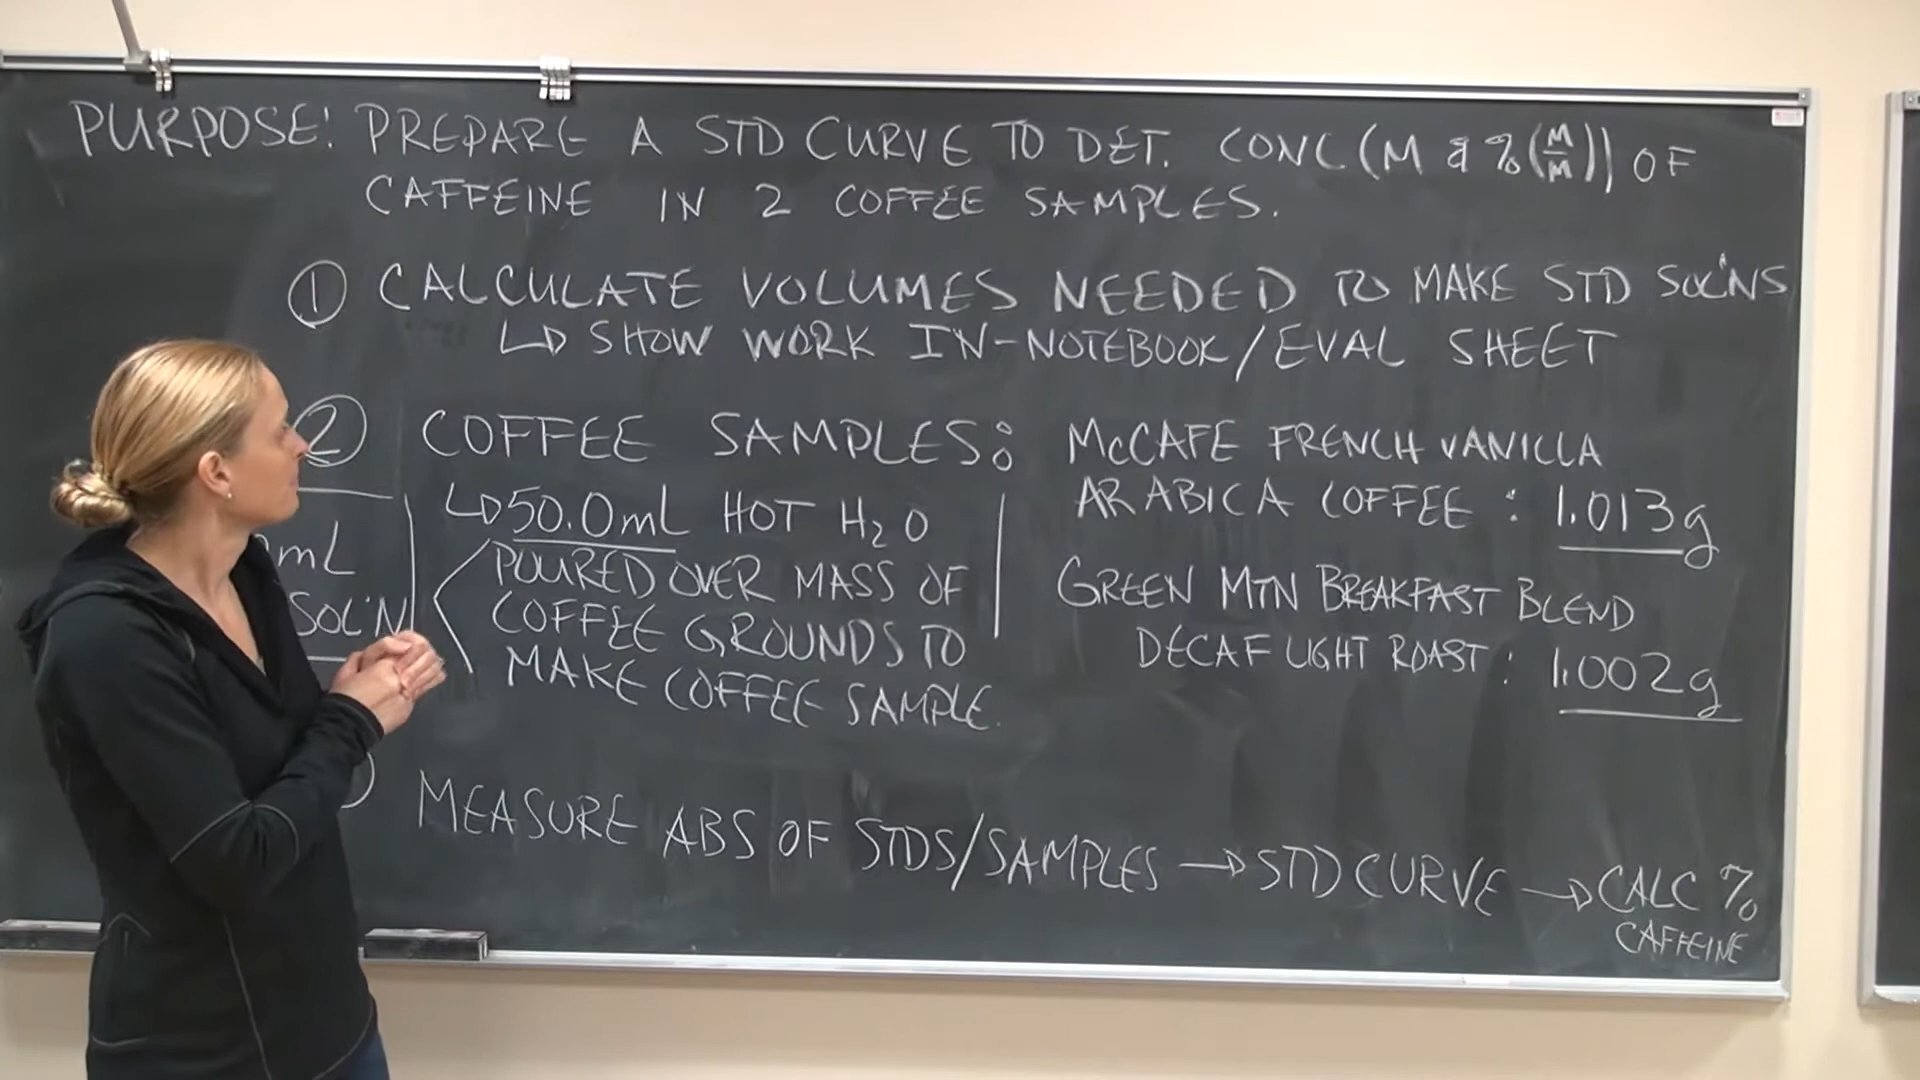 PURPOSE: PREPARE A STD CURVE TO DET. CONC (M & % (M/M)) OF
CAFFEINE IN 2 COFFEE SAMPLES.
① CALCULATE VOLUMES NEEDED TO MAKE STD SOL'NS
↳ SHOW WORK IN-NOTEBOOK/EVAL SHEET
② COFFEE SAMPLES:
↳ 50.0mL HOT H₂O
POURED OVER MASS OF
COFFEE GROUNDS TO
MAKE COFFEE SAMPLE.
mL
SOL'N
McCAFE FRENCH VANILLA
ARABICA COFFEE : 1.013g
GREEN MTN BREAKFAST BLEND
DECAF LIGHT ROAST : 1.002g
MEASURE ABS OF STDS/SAMPLES → STD CURVE → CALC %
CAFFEINE